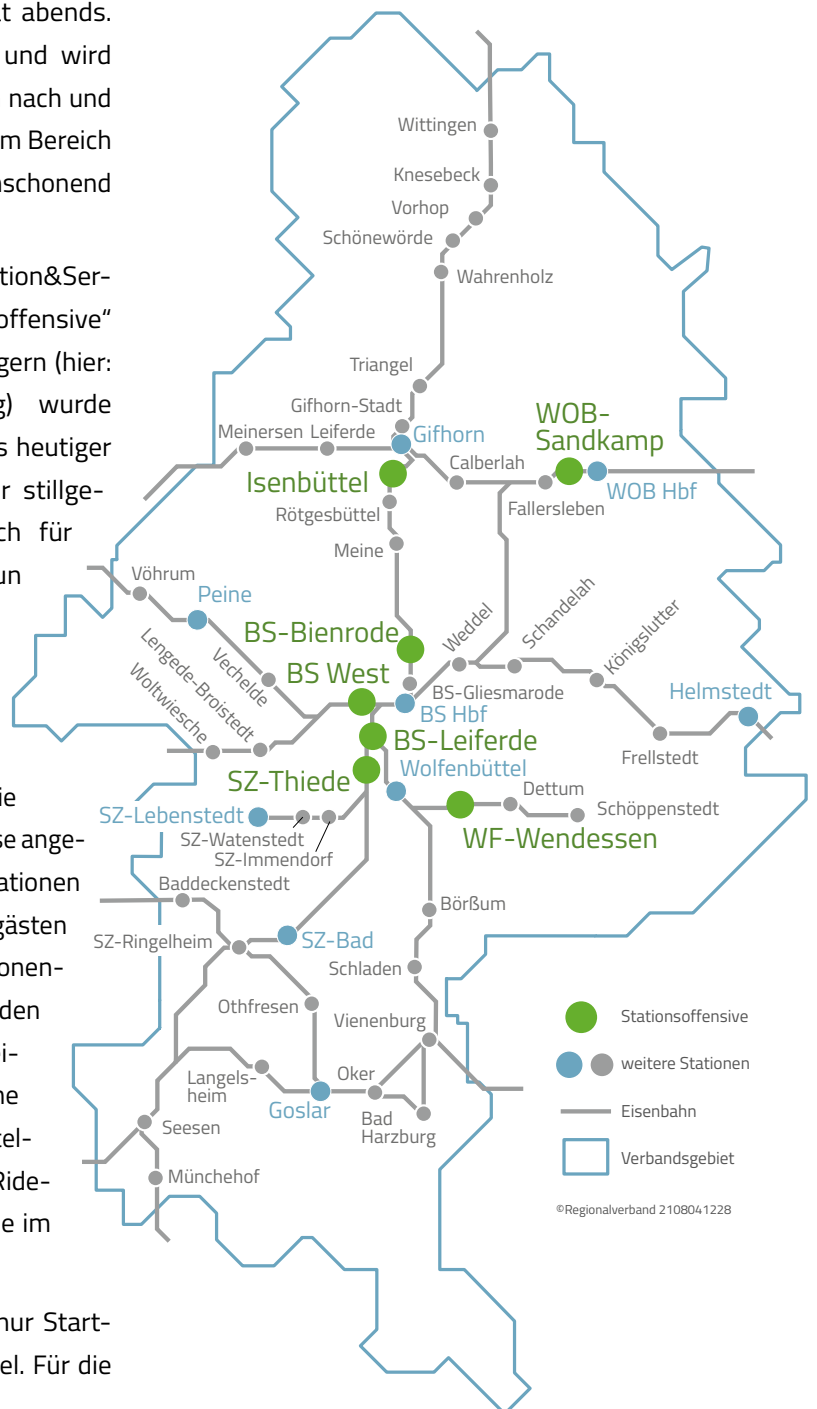 t abends.
und wird
nach und
m Bereich
schonend
tion&Ser-
offensive“
gern (hier:
g) wurde
s heutiger
r stillge-
ch für
un
ie
se ange-
ationen
gästen
onen-
den
ei-
ne
tel-
Ride-
e im
nur Start-
el. Für die
Wittingen
Knesebeck
Vorhop
Schönewörde
Wahrenholz
Triangel
Gifhorn-Stadt
Meinersen
Leiferde
Gifhorn
WOB-
Sandkamp
Isenbüttel
Calberlah
WOB Hbf
Rötgesbüttel
Fallersleben
Meine
Vöhrum
Peine
BS-Bienrode
Weddel
Schandelah
Königslutter
Lengede-Broistedt
Vechelde
Woltwiesche
BS West
BS-Gliesmarode
Helmstedt
BS Hbf
BS-Leiferde
Frellstedt
SZ-Thiede
Wolfenbüttel
Dettum
SZ-Lebenstedt
Schöppenstedt
SZ-Watenstedt
WF-Wendessen
SZ-Immendorf
Baddeckenstedt
Börßum
SZ-Ringelheim
SZ-Bad
Schladen
Othfresen
Vienenburg
Langels-
heim
Oker
Goslar
Bad
Harzburg
Seesen
Münchehof
Stationsoffensive
weitere Stationen
Eisenbahn
Verbandsgebiet
©Regionalverband 2108041228